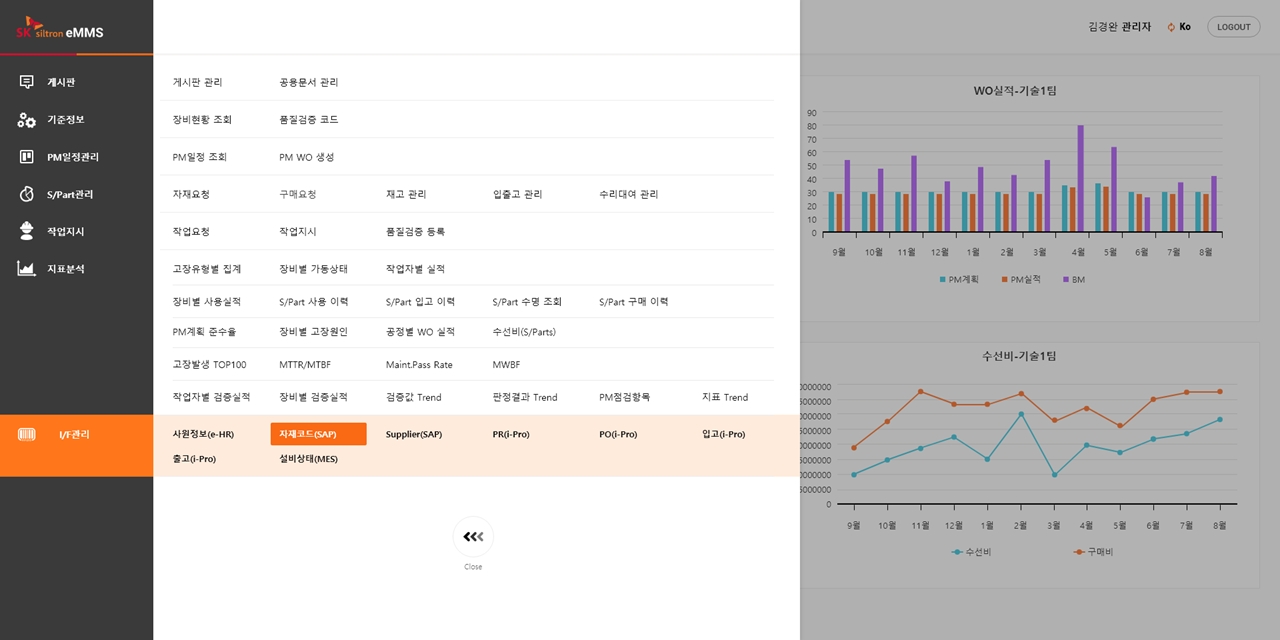 SK siltron eMMS
김경완 관리자 Ko LOGOUT
게시판
기준정보
PM일정관리
S/Part관리
작업지시
지표분석
I/F관리
게시판 관리 공용문서 관리
장비현황 조회 품질검증 코드
PM일정 조회 PM WO 생성
자재요청 구매요청 재고 관리 입출고 관리 수리대여 관리
작업요청 작업지시 품질검증 등록
고장유형별 집계 장비별 가동상태 작업자별 실적
장비별 사용실적 S/Part 사용 이력 S/Part 입고 이력 S/Part 수명 조회 S/Part 구매 이력
PM계획 준수율 장비별 고장원인 공정별 WO 실적 수선비(S/Parts)
고장발생 TOP100 MTTR/MTBF Maint.Pass Rate MWBF
작업자별 검증실적 장비별 검증실적 검증값 Trend 판정결과 Trend PM점검항목 지표 Trend
사원정보(e-HR) 자재코드(SAP) Supplier(SAP) PR(i-Pro) PO(i-Pro) 입고(i-Pro)
출고(i-Pro) 설비상태(MES)
Close
WO실적-기술1팀
90
80
70
60
50
40
30
20
10
0
9월 10월 11월 12월 1월 2월 3월 4월 5월 6월 7월 8월
PM계획 PM실적 BM
수선비-기술1팀
0
9월 10월 11월 12월 1월 2월 3월 4월 5월 6월 7월 8월
수선비 구매비